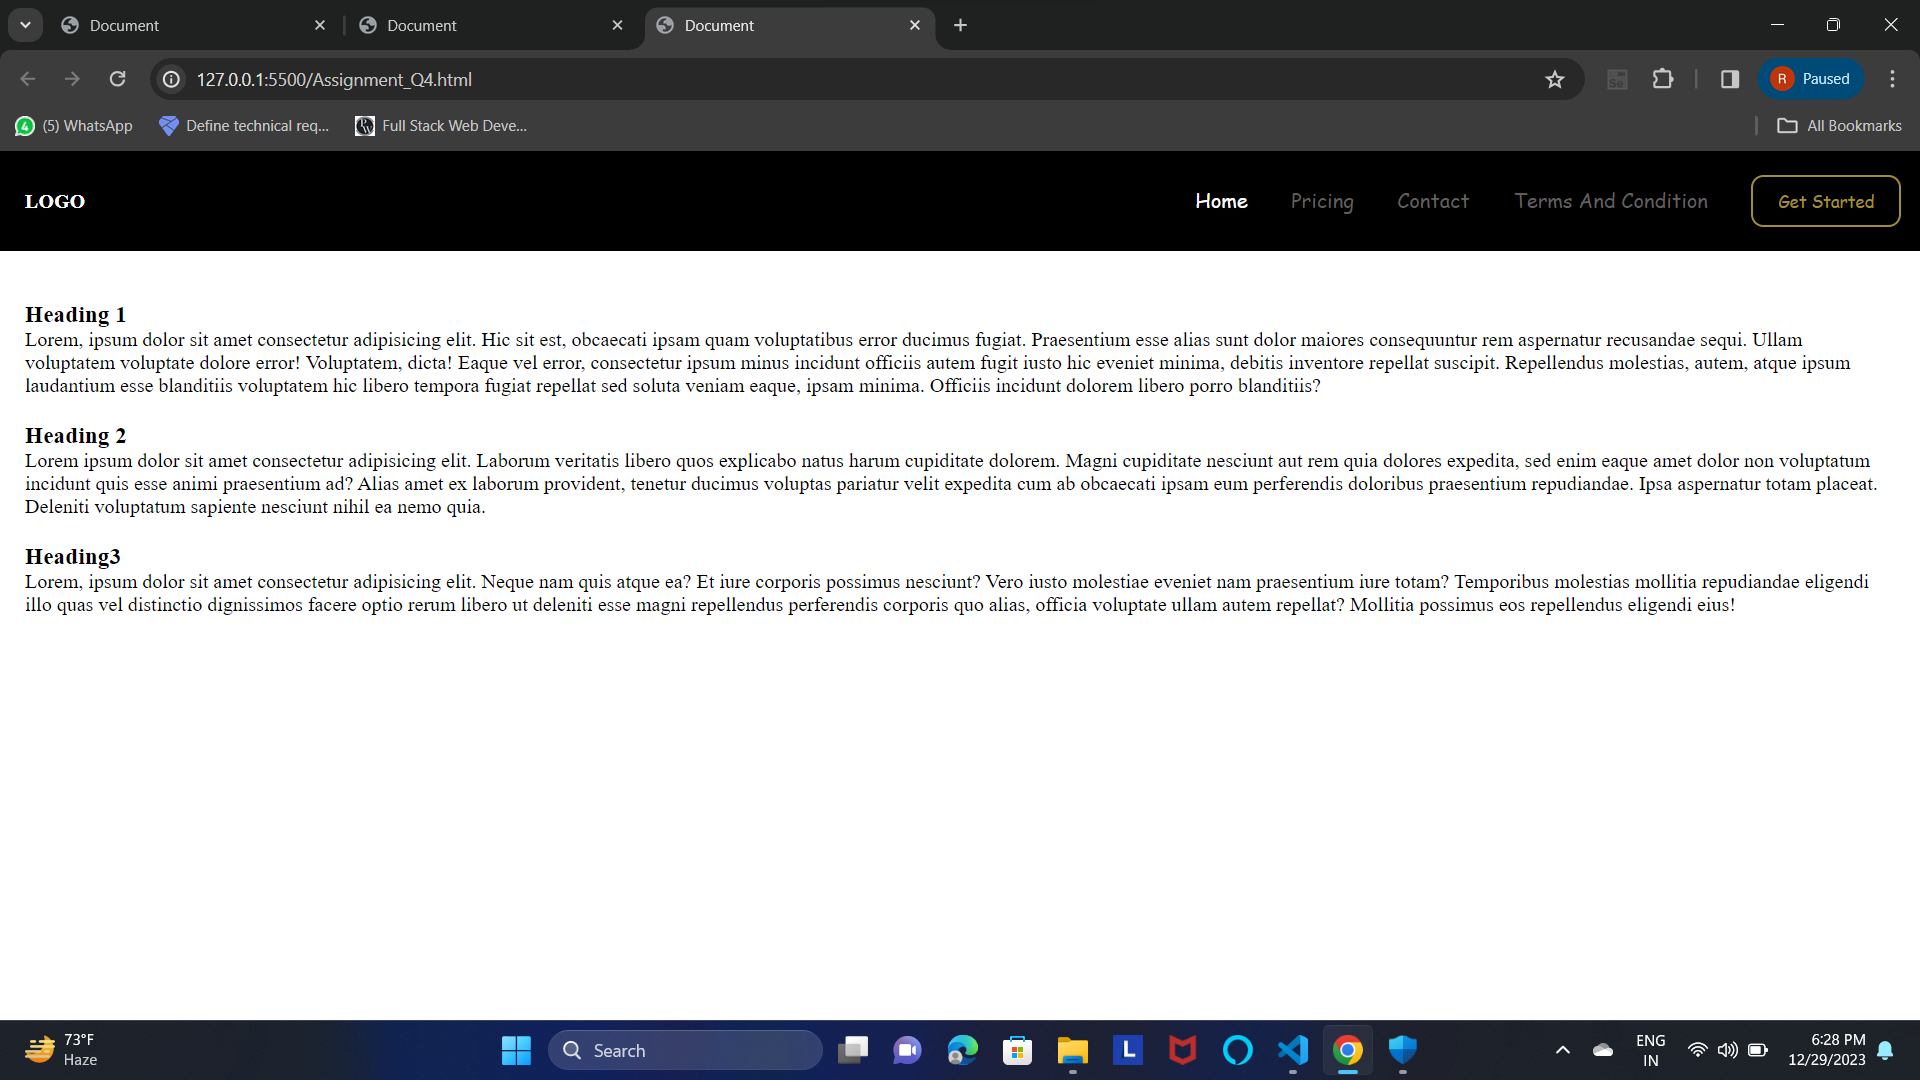 Document
Document
Document
127.0.0.1:5500/Assignment_Q4.html
Se
R
Paused
4
(5) WhatsApp
Define technical req...
PW
Full Stack Web Deve...
All Bookmarks
LOGO
Home
Pricing
Contact
Terms And Condition
Get Started
Heading 1
Lorem, ipsum dolor sit amet consectetur adipisicing elit. Hic sit est, obcaecati ipsam quam voluptatibus error ducimus fugiat. Praesentium esse alias sunt dolor maiores consequuntur rem aspernatur recusandae sequi. Ullam
voluptatem voluptate dolore error! Voluptatem, dicta! Eaque vel error, consectetur ipsum minus incidunt officiis autem fugit iusto hic eveniet minima, debitis inventore repellat suscipit. Repellendus molestias, autem, atque ipsum
laudantium esse blanditiis voluptatem hic libero tempora fugiat repellat sed soluta veniam eaque, ipsam minima. Officiis incidunt dolorem libero porro blanditiis?
Heading 2
Lorem ipsum dolor sit amet consectetur adipisicing elit. Laborum veritatis libero quos explicabo natus harum cupiditate dolorem. Magni cupiditate nesciunt aut rem quia dolores expedita, sed enim eaque amet dolor non voluptatum
incidunt quis esse animi praesentium ad? Alias amet ex laborum provident, tenetur ducimus voluptas pariatur velit expedita cum ab obcaecati ipsam eum perferendis doloribus praesentium repudiandae. Ipsa aspernatur totam placeat.
Deleniti voluptatum sapiente nesciunt nihil ea nemo quia.
Heading3
Lorem, ipsum dolor sit amet consectetur adipisicing elit. Neque nam quis atque ea? Et iure corporis possimus nesciunt? Vero iusto molestiae eveniet nam praesentium iure totam? Temporibus molestias mollitia repudiandae eligendi
illo quas vel distinctio dignissimos facere optio rerum libero ut deleniti esse magni repellendus perferendis corporis quo alias, officia voluptate ullam autem repellat? Mollitia possimus eos repellendus eligendi eius!
73°F
Haze
Search
L
ENG
IN
6:28 PM
12/29/2023